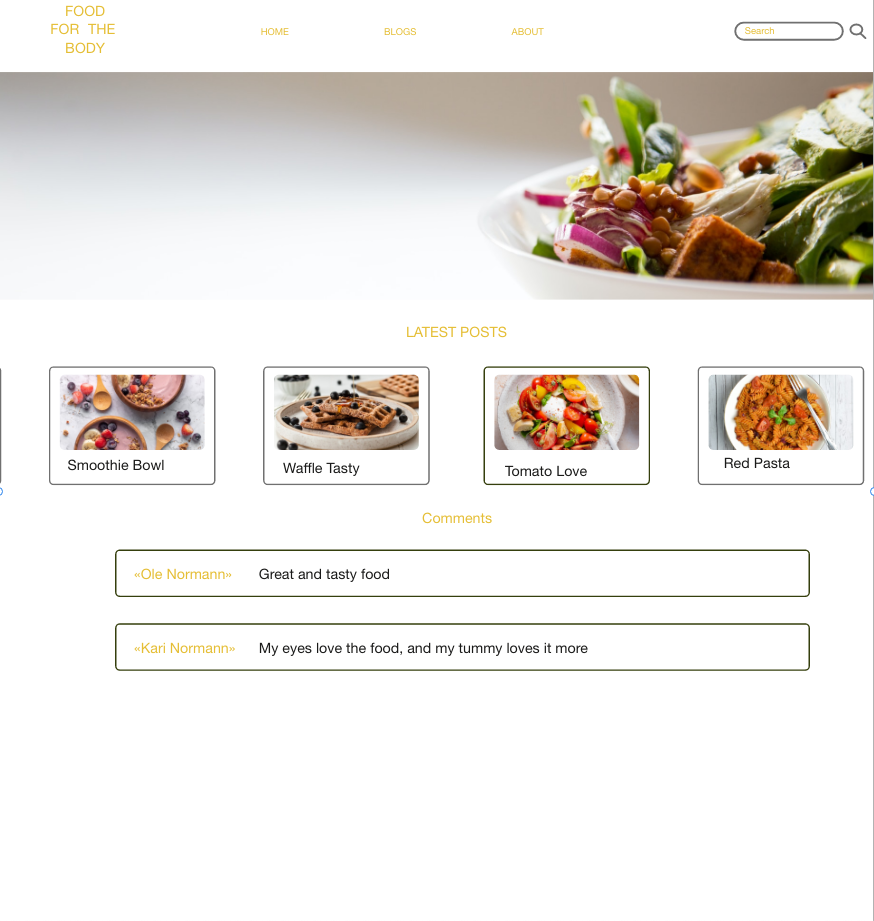 FOOD
FOR THE
BODY
HOME
BLOGS
ABOUT
Search
LATEST POSTS
Smoothie Bowl
Waffle Tasty
Tomato Love
Red Pasta
Comments
«Ole Normann» Great and tasty food
«Kari Normann» My eyes love the food, and my tummy loves it more